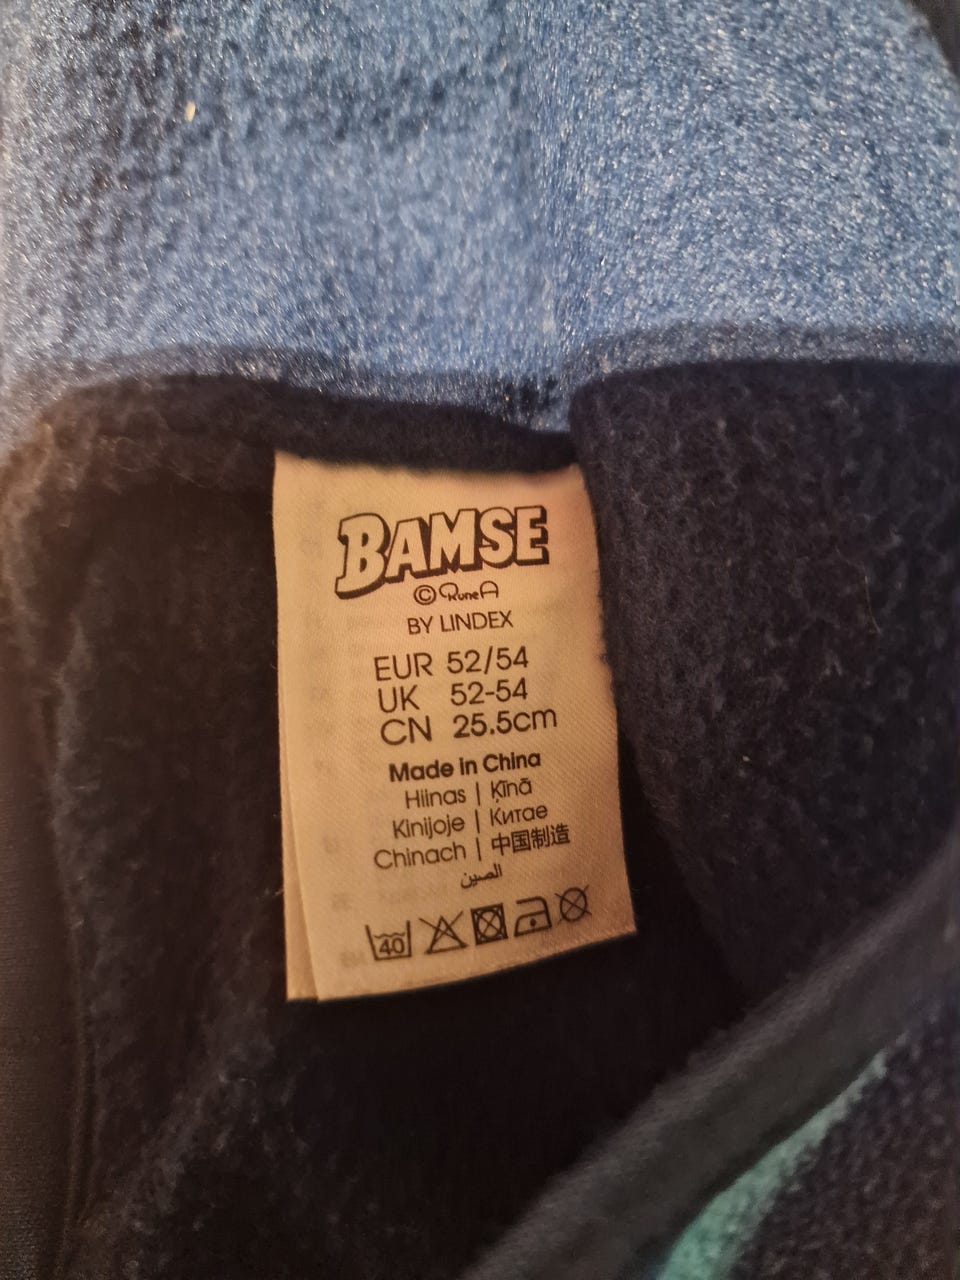 BAMSE
© Rune A
BY LINDEX
EUR 52/54
UK 52-54
CN 25.5cm
Made in China
Hiinas | Ķīnā
Kinijoje | Китае
Chinach | 中国制造
الصين
40